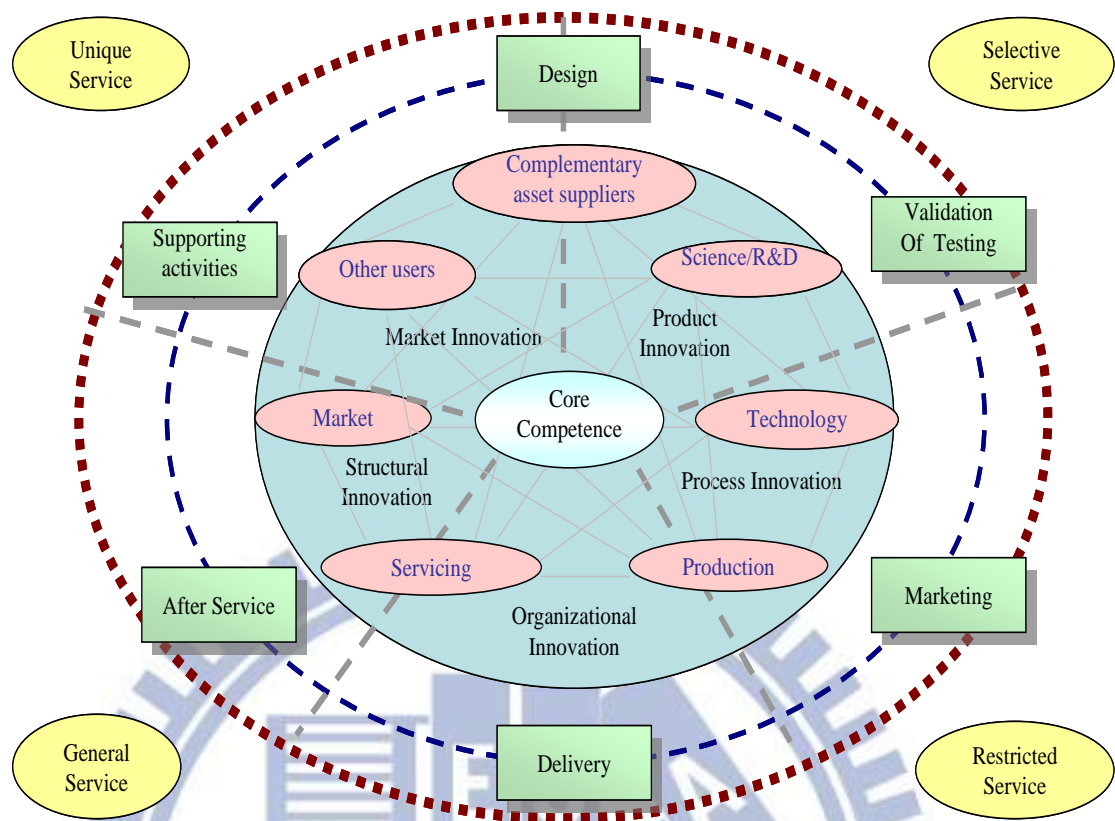 Unique
Service
Selective
Service
Design
Complementary
asset suppliers
Supporting
activities
Validation
Of Testing
Other users
Science/R&D
Market Innovation
Product
Innovation
Core
Competence
Market
Technology
Structural
Innovation
Process Innovation
Servicing
Production
After Service
Marketing
Organizational
Innovation
General
Service
Delivery
Restricted
Service